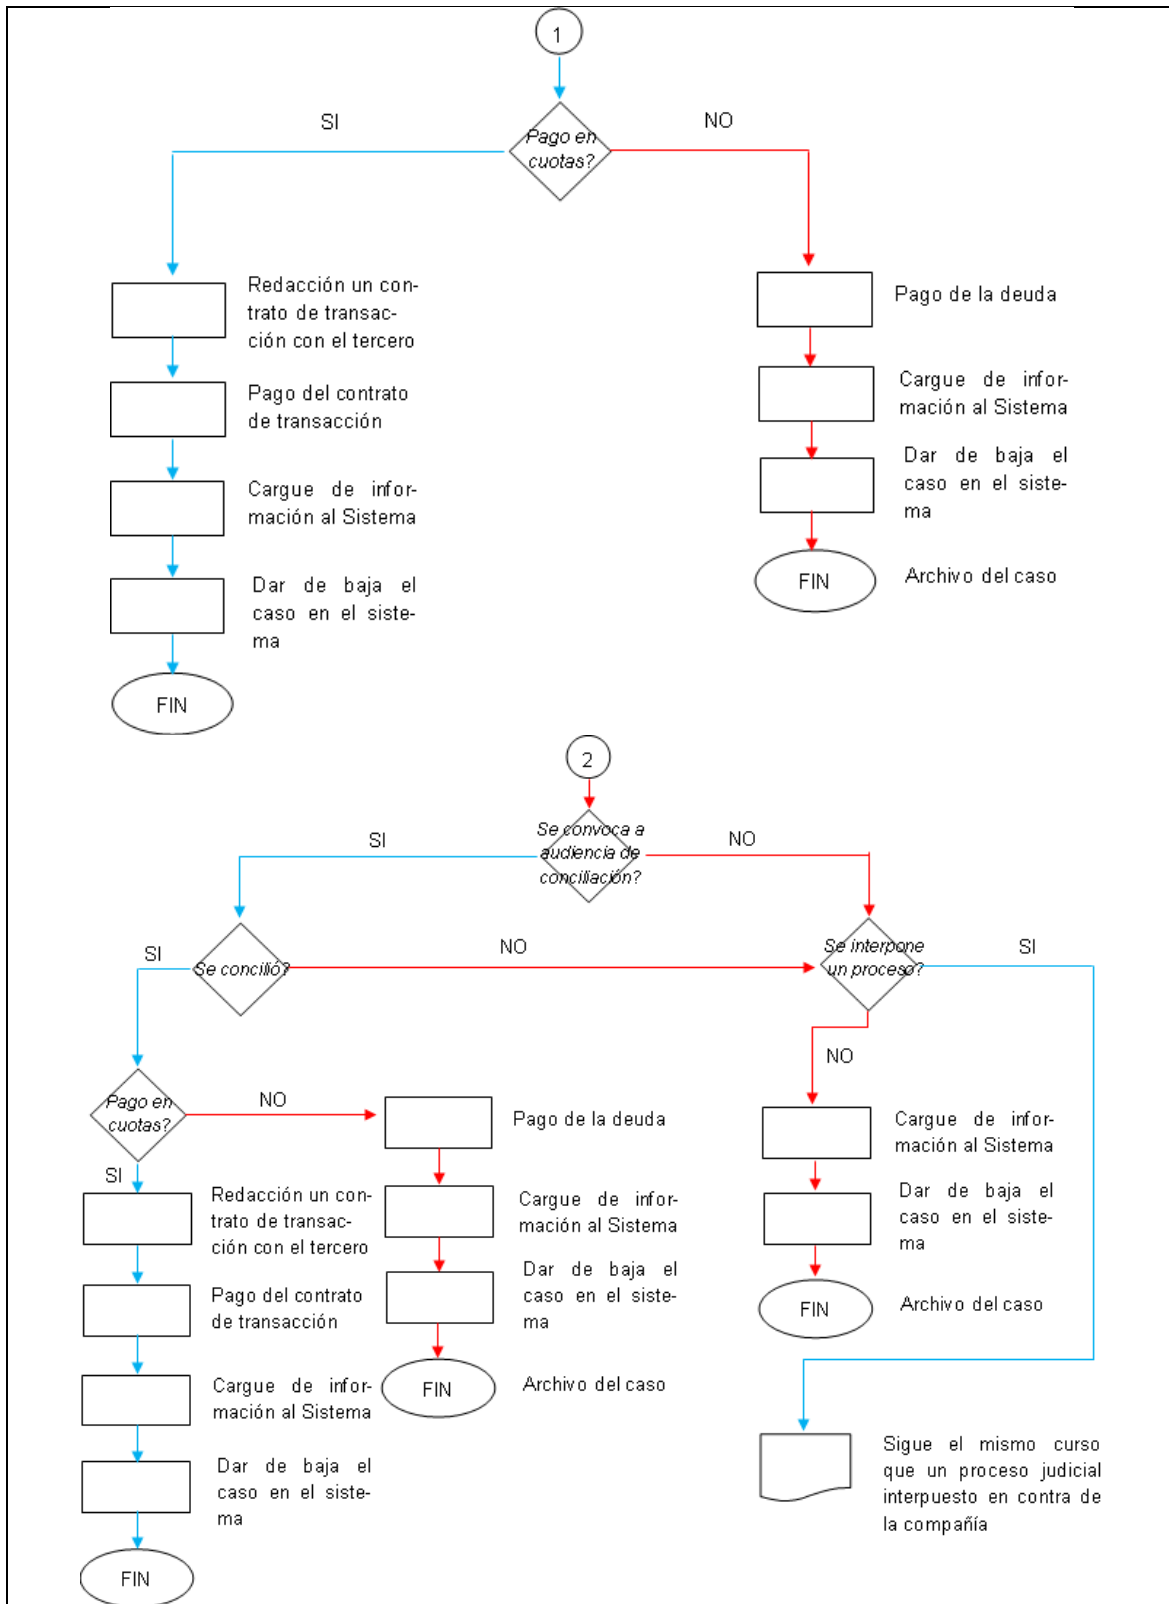 1
SI
NO
Pago en
cuotas?
Redacción un con-
trato de transac-
ción con el tercero
Pago de la deuda
Pago del contrato
de transacción
Cargue de infor-
mación al Sistema
Cargue de infor-
mación al Sistema
Dar de baja el
caso en el siste-
ma
Dar de baja el
caso en el siste-
ma
FIN
Archivo del caso
FIN
2
SI
NO
Se convoca a
audiencia de
conciliación?
SI
Se concilió?
NO
Se interpone
un proceso?
SI
NO
Pago en
cuotas?
NO
Pago de la deuda
Cargue de infor-
mación al Sistema
SI
Redacción un con-
trato de transac-
ción con el tercero
Cargue de infor-
mación al Sistema
Dar de baja el
caso en el siste-
ma
Pago del contrato
de transacción
Dar de baja el
caso en el siste-
ma
FIN
Archivo del caso
Cargue de infor-
mación al Sistema
FIN
Archivo del caso
Dar de baja el
caso en el siste-
ma
Sigue el mismo curso
que un proceso judicial
interpuesto en contra de
la compañía
FIN